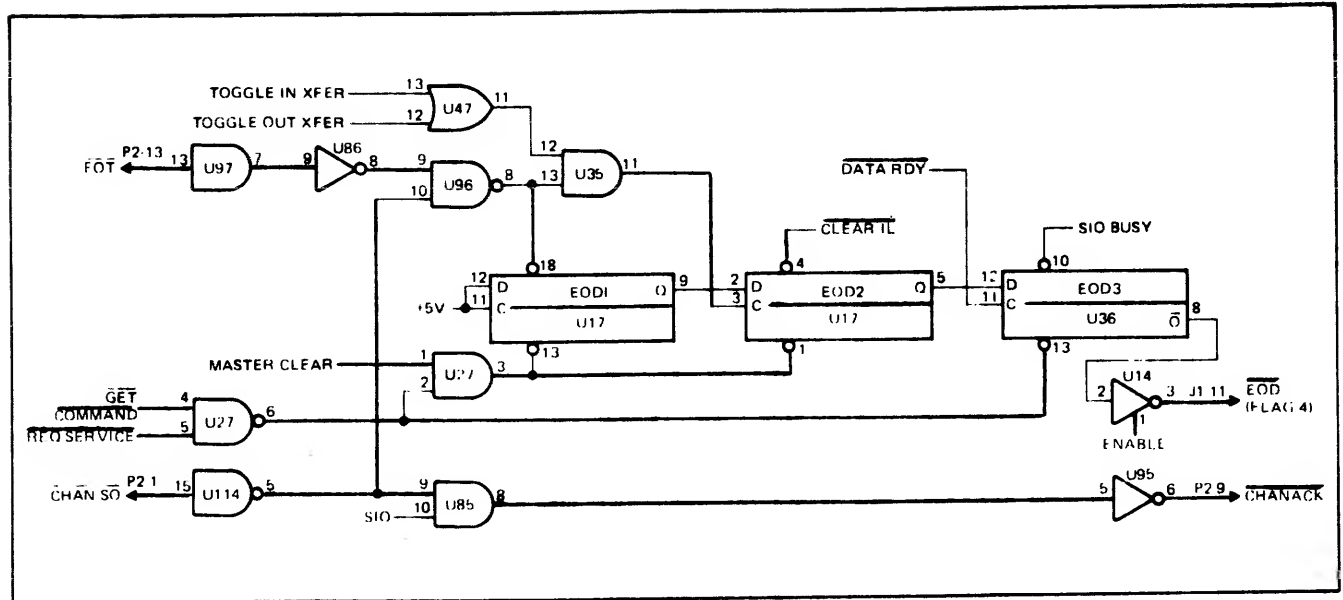 TOGGLE IN XFER
13
U47
11
TOGGLE OUT XFER
12
EOT
P2-13
13
U97
7
9
U86
8
9
10
U96
8
12
13
U35
11
DATA RDY
CLEAR IL
4
SIO BUSY
10
18
12
11
D
C
EOD1
Q
9
U17
+5V
13
2
3
D
C
EOD2
Q
5
U17
1
12
11
D
C
EOD3
U36
Q
8
13
MASTER CLEAR
1
2
U27
3
GET
COMMAND
4
REQ SERVICE
5
U27
6
U14
2
3
J1 11
EOD
(FLAG 4)
1
ENABLE
CHAN SO
P2 1
15
U114
5
9
SIO
10
U85
8
5
U95
6
P2 9
CHANACK